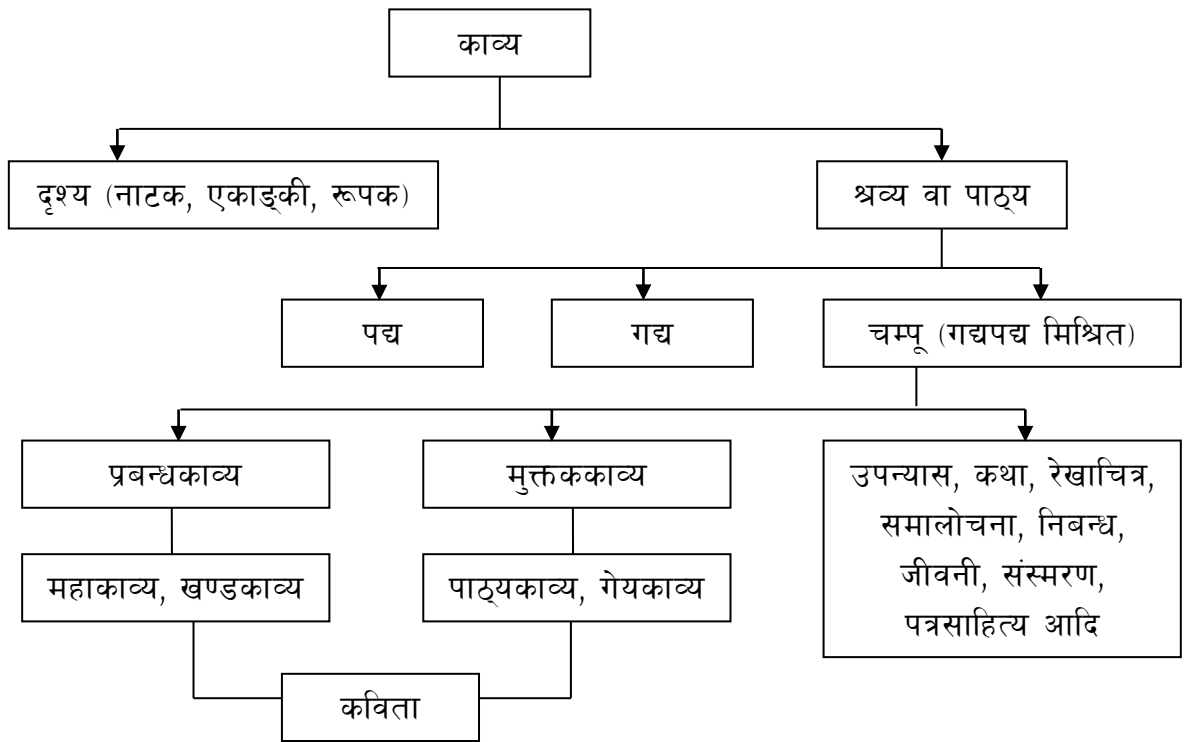 काव्य
दृश्य (नाटक, एकाङ्की, रूपक)
श्रव्य वा पाठ्य
पद्य
गद्य
चम्पू (गद्यपद्य मिश्रित)
प्रबन्धकाव्य
मुक्तककाव्य
उपन्यास, कथा, रेखाचित्र,
समालोचना, निबन्ध,
जीवनी, संस्मरण,
पत्रसाहित्य आदि
महाकाव्य, खण्डकाव्य
पाठ्यकाव्य, गेयकाव्य
कविता